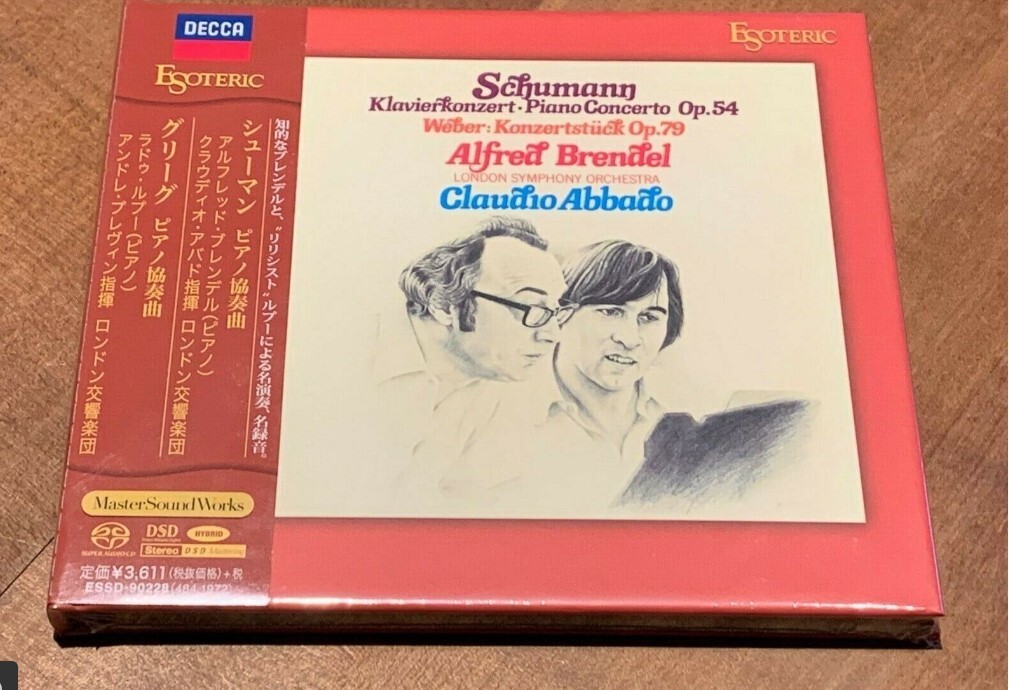 DECCA
ESOTERIC
知的なブレンデルと、“リリシスト”ルプーによる名演奏、名録音。
シューマン ピアノ協奏曲
アルフレッド・ブレンデル(ピアノ)
クラウディオ・アバド指揮 ロンドン交響楽団
グリーグ ピアノ協奏曲
ラドゥ・ルプー(ピアノ)
アンドレ・プレヴィン指揮 ロンドン交響楽団
MasterSoundWorks
SUPER AUDIO CD
DSD
HYBRID
Stereo DSD Mastering
定価¥3,611(税抜価格)+税
ESSD-90228(484 1972)
ESOTERIC
Schumann
Klavierkonzert · Piano Concerto Op. 54
Weber: Konzertstück Op. 79
Alfred Brendel
LONDON SYMPHONY ORCHESTRA
Claudio Abbado